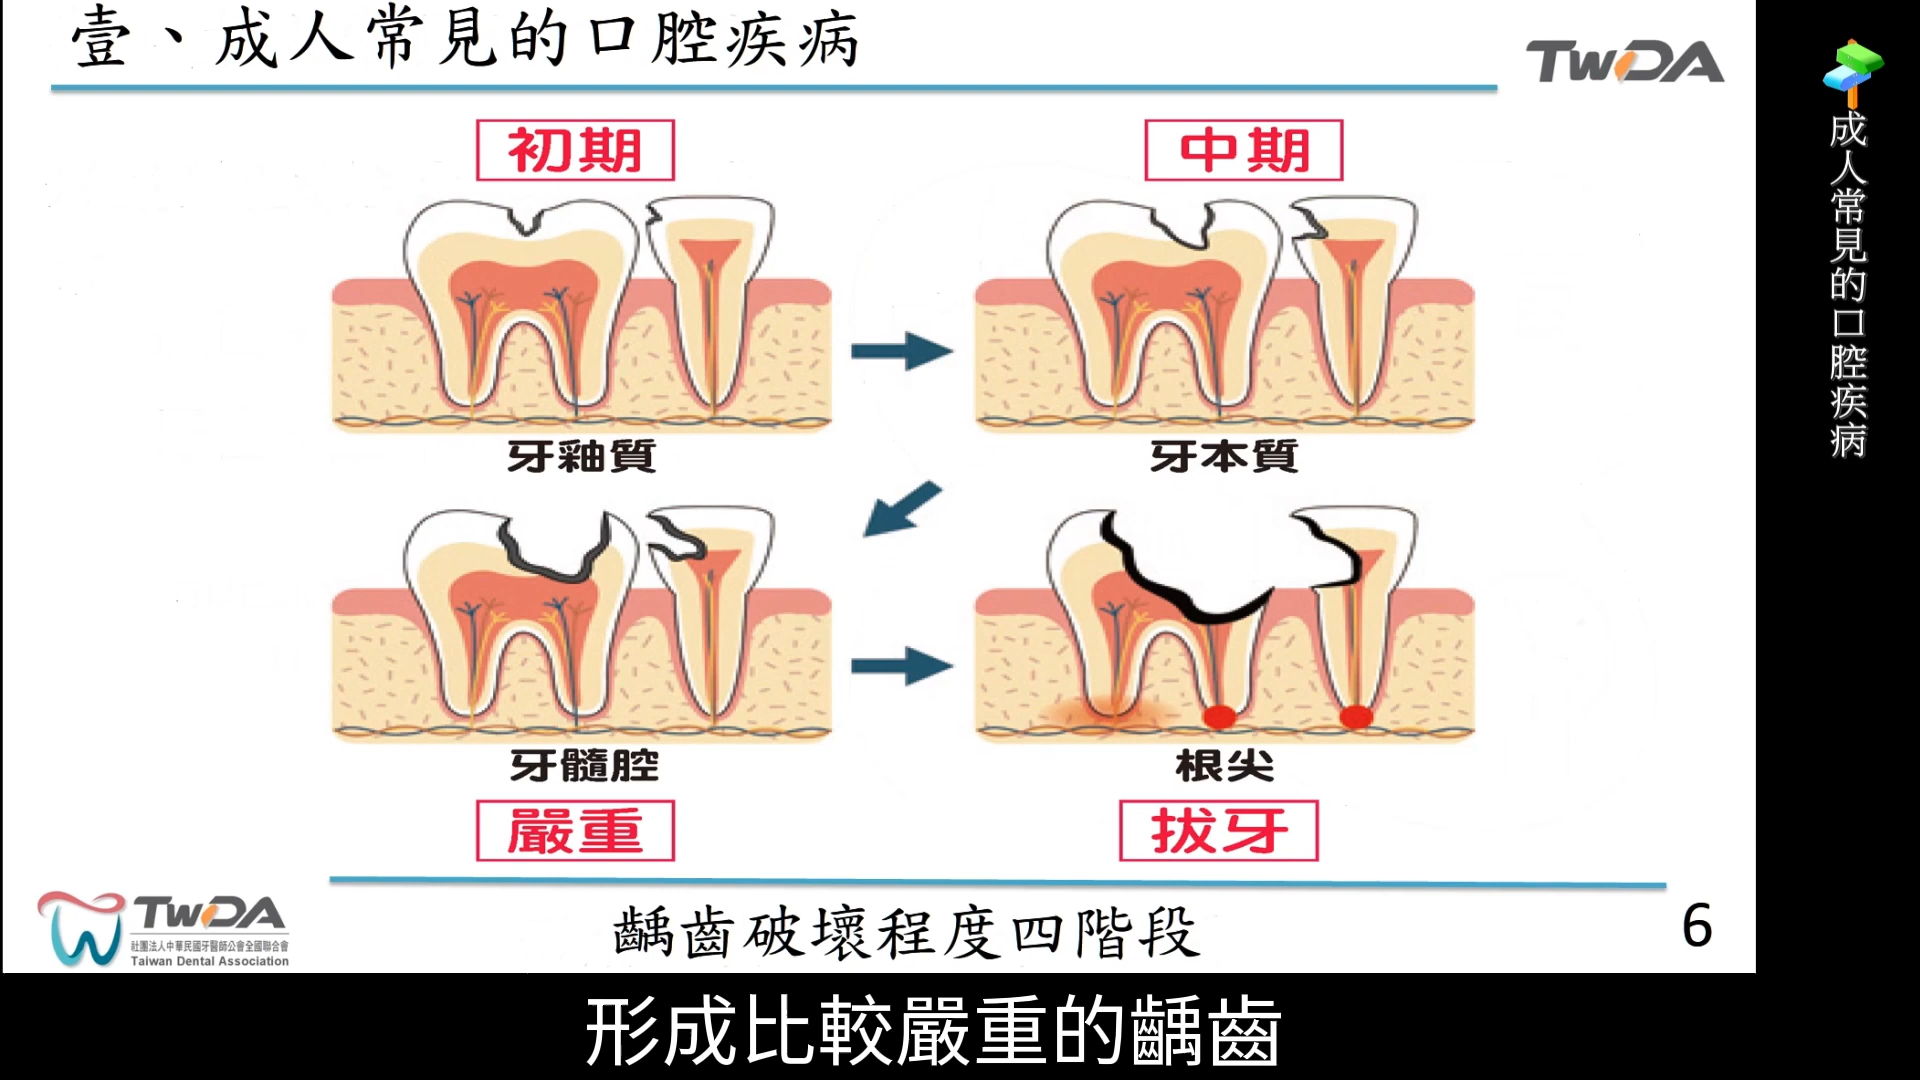 壹、成人常見的口腔疾病
TwDA
初期
中期
牙釉質
牙本質
牙髓腔
根尖
嚴重
拔牙
TwDA
社團法人中華民國牙醫師公會全國聯合會
Taiwan Dental Association
齲齒破壞程度四階段
6
成人常見的口腔疾病
形成比較嚴重的齲齒